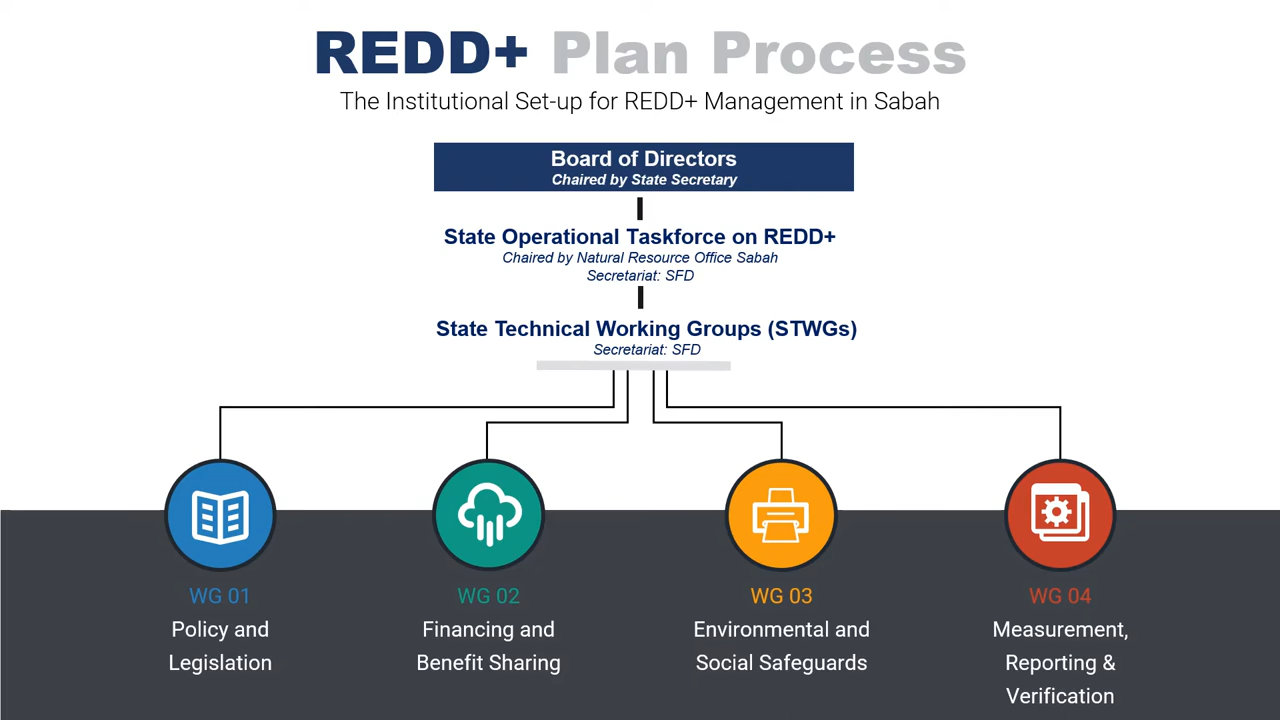 REDD+ Plan Process
The Institutional Set-up for REDD+ Management in Sabah
Board of Directors
Chaired by State Secretary
State Operational Taskforce on REDD+
Chaired by Natural Resource Office Sabah
Secretariat: SFD
State Technical Working Groups (STWGs)
Secretariat: SFD
WG 01
Policy and
Legislation
WG 02
Financing and
Benefit Sharing
WG 03
Environmental and
Social Safeguards
WG 04
Measurement,
Reporting &
Verification